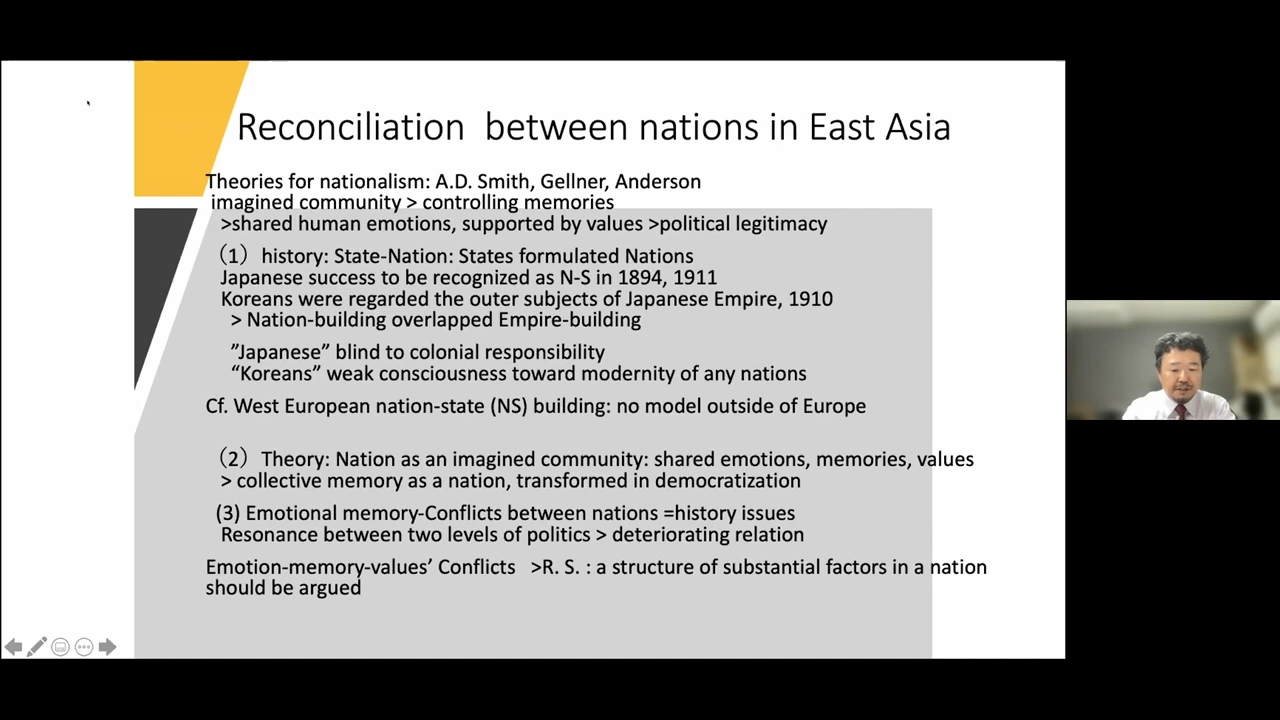 Reconciliation between nations in East Asia
Theories for nationalism: A.D. Smith, Gellner, Anderson
imagined community > controlling memories
>shared human emotions, supported by values >political legitimacy
（1） history: State-Nation: States formulated Nations
Japanese success to be recognized as N-S in 1894, 1911
Koreans were regarded the outer subjects of Japanese Empire, 1910
> Nation-building overlapped Empire-building
”Japanese” blind to colonial responsibility
“Koreans” weak consciousness toward modernity of any nations
Cf. West European nation-state (NS) building: no model outside of Europe
（2） Theory: Nation as an imagined community: shared emotions, memories, values
> collective memory as a nation, transformed in democratization
(3) Emotional memory-Conflicts between nations =history issues
Resonance between two levels of politics > deteriorating relation
Emotion-memory-values’ Conflicts >R. S. : a structure of substantial factors in a nation
should be argued